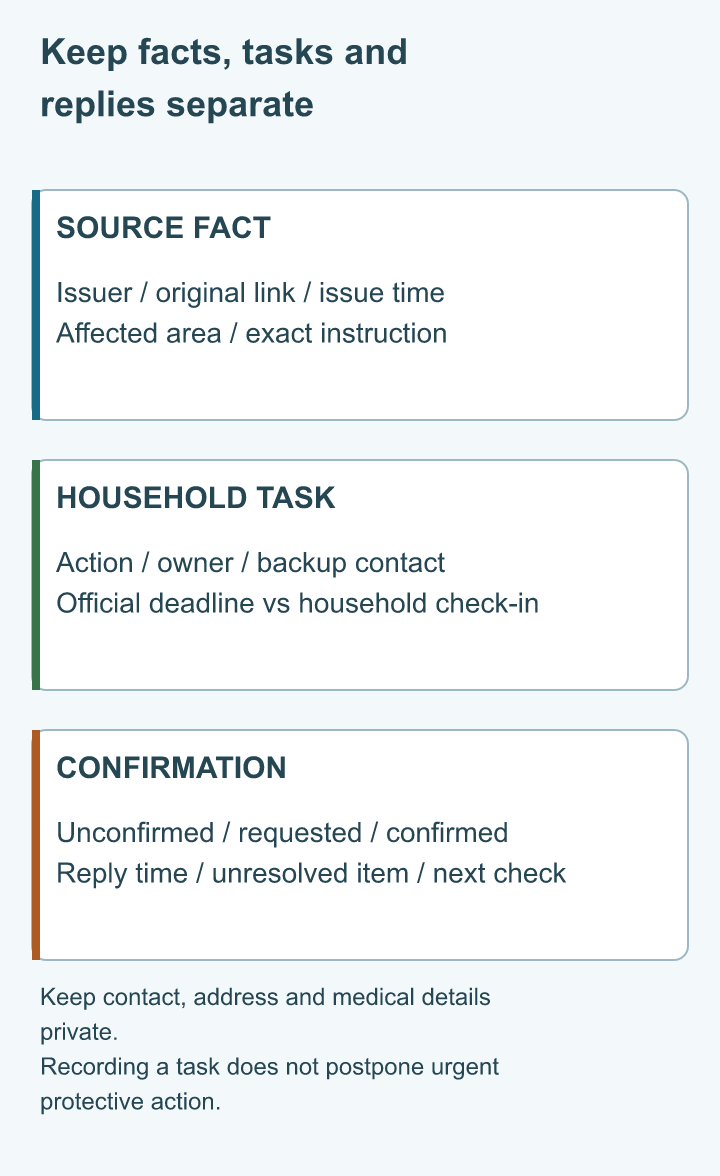 Keep facts, tasks and
replies separate
SOURCE FACT
Issuer / original link / issue time
Affected area / exact instruction
HOUSEHOLD TASK
Action / owner / backup contact
Official deadline vs household check-in
CONFIRMATION
Unconfirmed / requested / confirmed
Reply time / unresolved item / next check
Keep contact, address and medical details
private.
Recording a task does not postpone urgent
protective action.